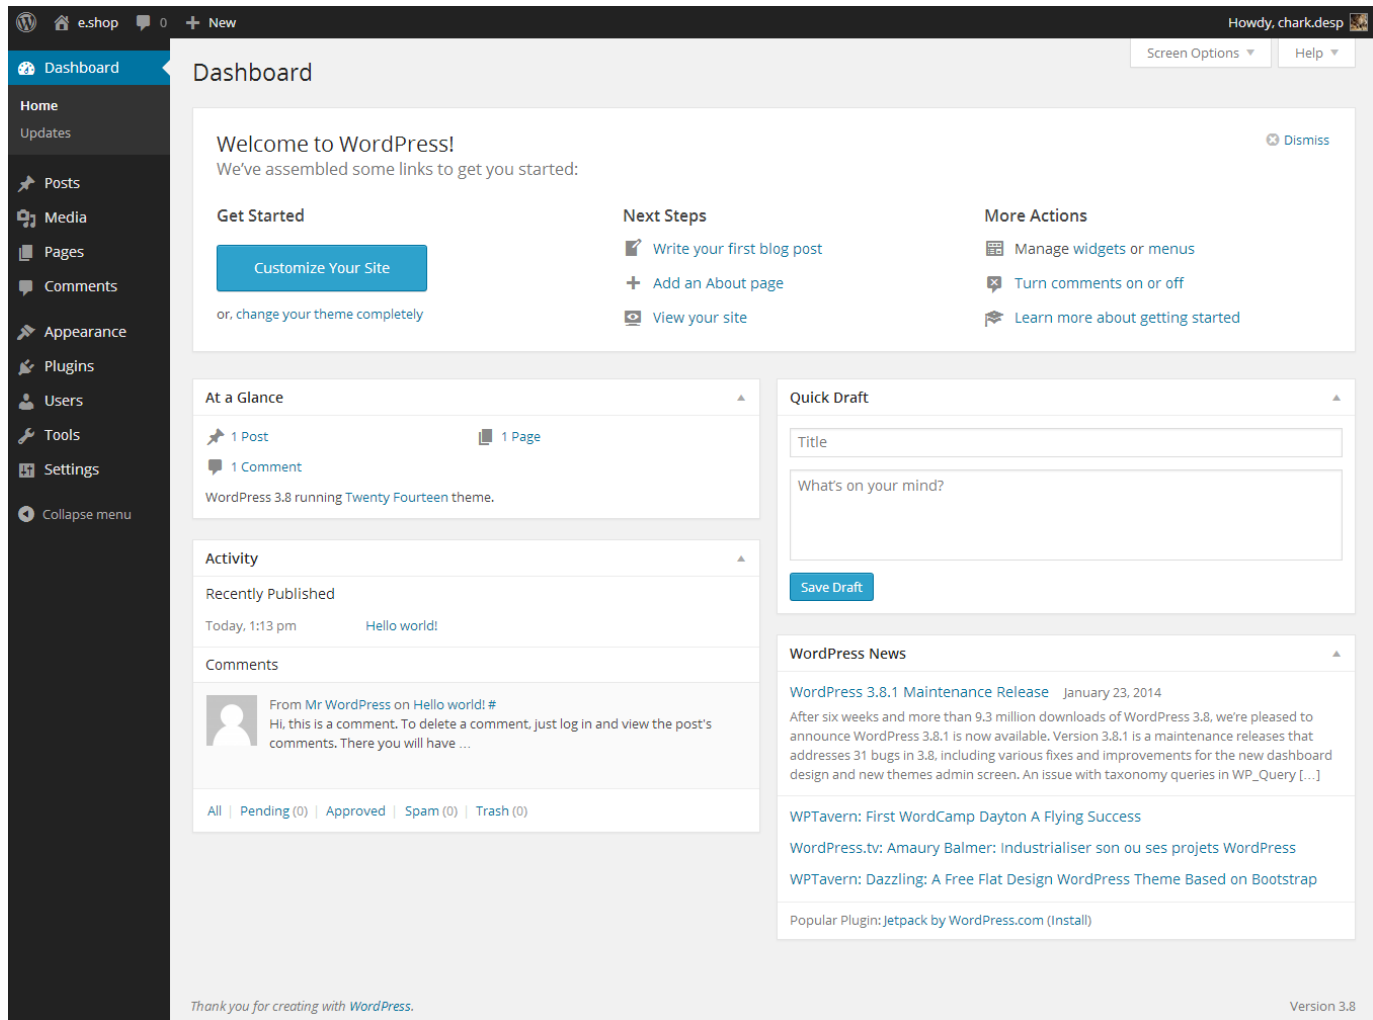 e.shop 0 + New Howdy, chark.desp
Screen Options Help
Dashboard
Home
Updates
Posts
Media
Pages
Comments
Appearance
Plugins
Users
Tools
Settings
Collapse menu
Dashboard
Welcome to WordPress!
Dismiss
We've assembled some links to get you started:
Get Started
Customize Your Site
or, change your theme completely
Next Steps
Write your first blog post
Add an About page
View your site
More Actions
Manage widgets or menus
Turn comments on or off
Learn more about getting started
At a Glance
1 Post 1 Page
1 Comment
WordPress 3.8 running Twenty Fourteen theme.
Activity
Recently Published
Today, 1:13 pm Hello world!
Comments
From Mr WordPress on Hello world! #
Hi, this is a comment. To delete a comment, just log in and view the post's
comments. There you will have …
All | Pending (0) | Approved | Spam (0) | Trash (0)
Quick Draft
Title
What's on your mind?
Save Draft
WordPress News
WordPress 3.8.1 Maintenance Release January 23, 2014
After six weeks and more than 9.3 million downloads of WordPress 3.8, we're pleased to
announce WordPress 3.8.1 is now available. Version 3.8.1 is a maintenance releases that
addresses 31 bugs in 3.8, including various fixes and improvements for the new dashboard
design and new themes admin screen. An issue with taxonomy queries in WP_Query […]
WPTavern: First WordCamp Dayton A Flying Success
WordPress.tv: Amaury Balmer: Industrialiser son ou ses projets WordPress
WPTavern: Dazzling: A Free Flat Design WordPress Theme Based on Bootstrap
Popular Plugin: Jetpack by WordPress.com (Install)
Thank you for creating with WordPress. Version 3.8